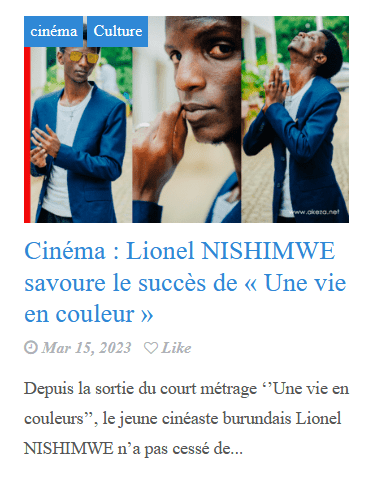 cinéma Culture
www.akeza.net
Cinéma : Lionel NISHIMWE
savoure le succès de « Une vie
en couleur »
Mar 15, 2023 Like
Depuis la sortie du court métrage ‘’Une vie en
couleurs’’, le jeune cinéaste burundais Lionel
NISHIMWE n’a pas cessé de...